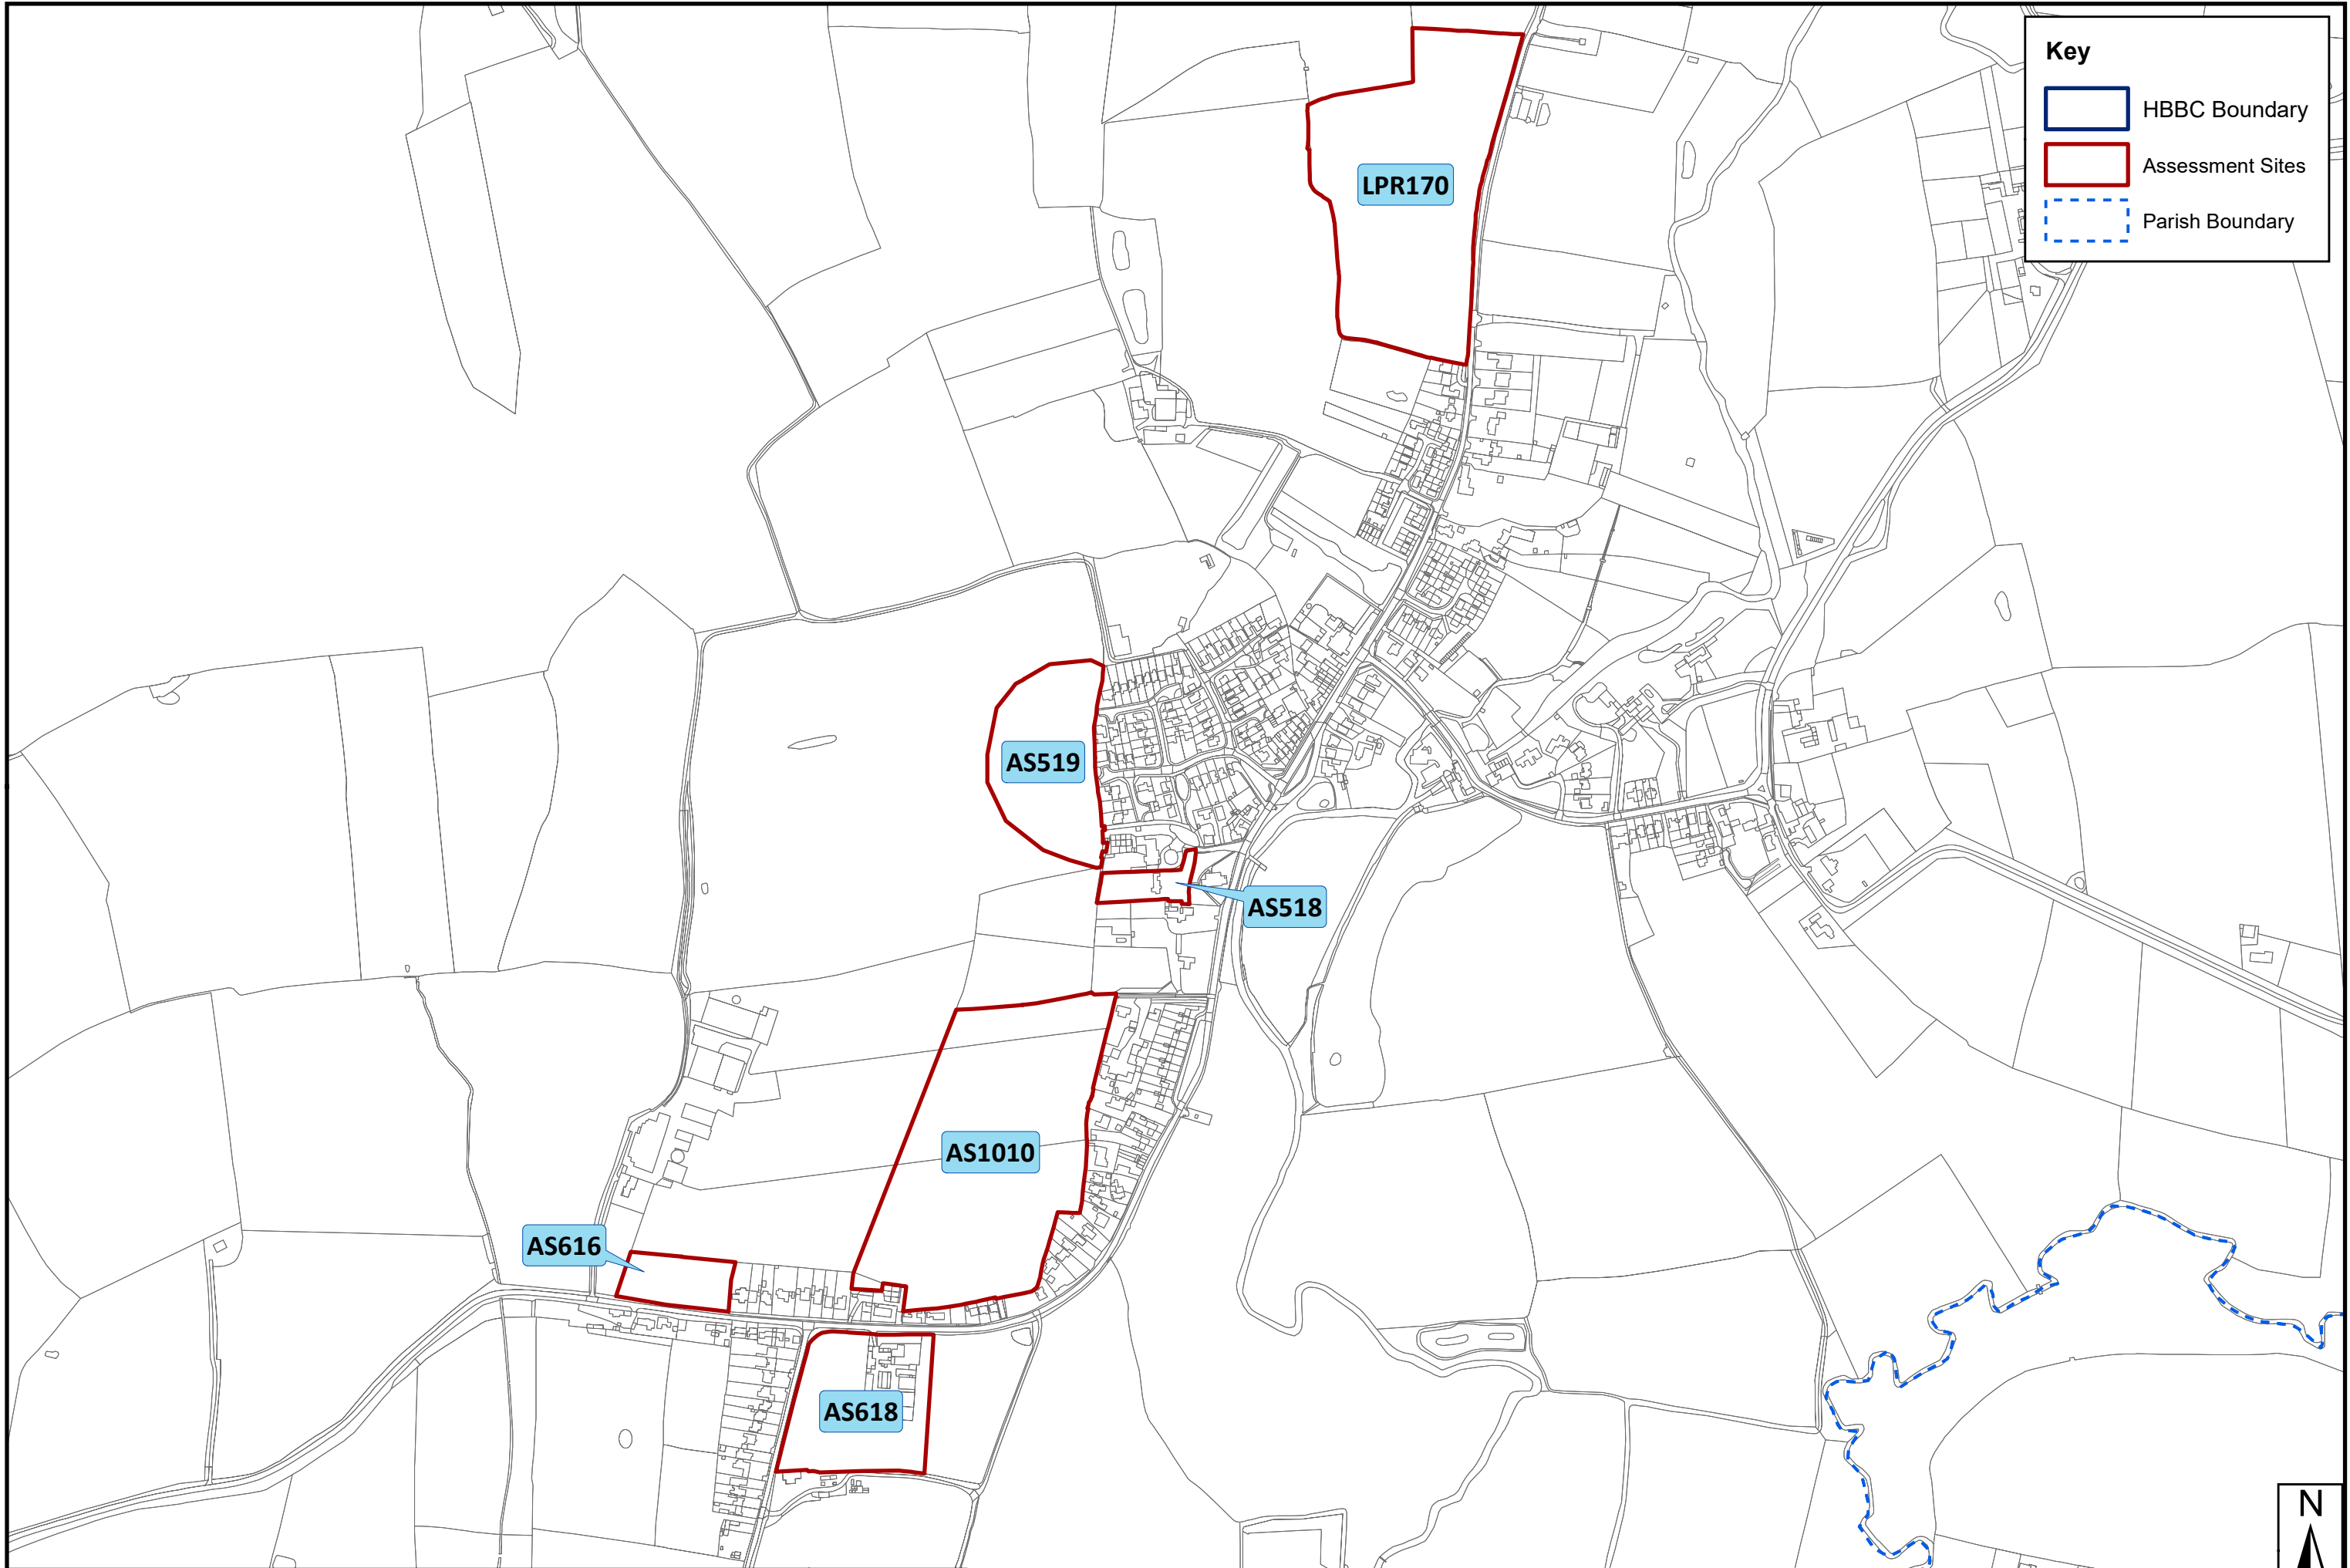 Key
HBBC Boundary
Assessment Sites
Parish Boundary
LPR170
AS519
AS518
AS1010
AS616
AS618
N